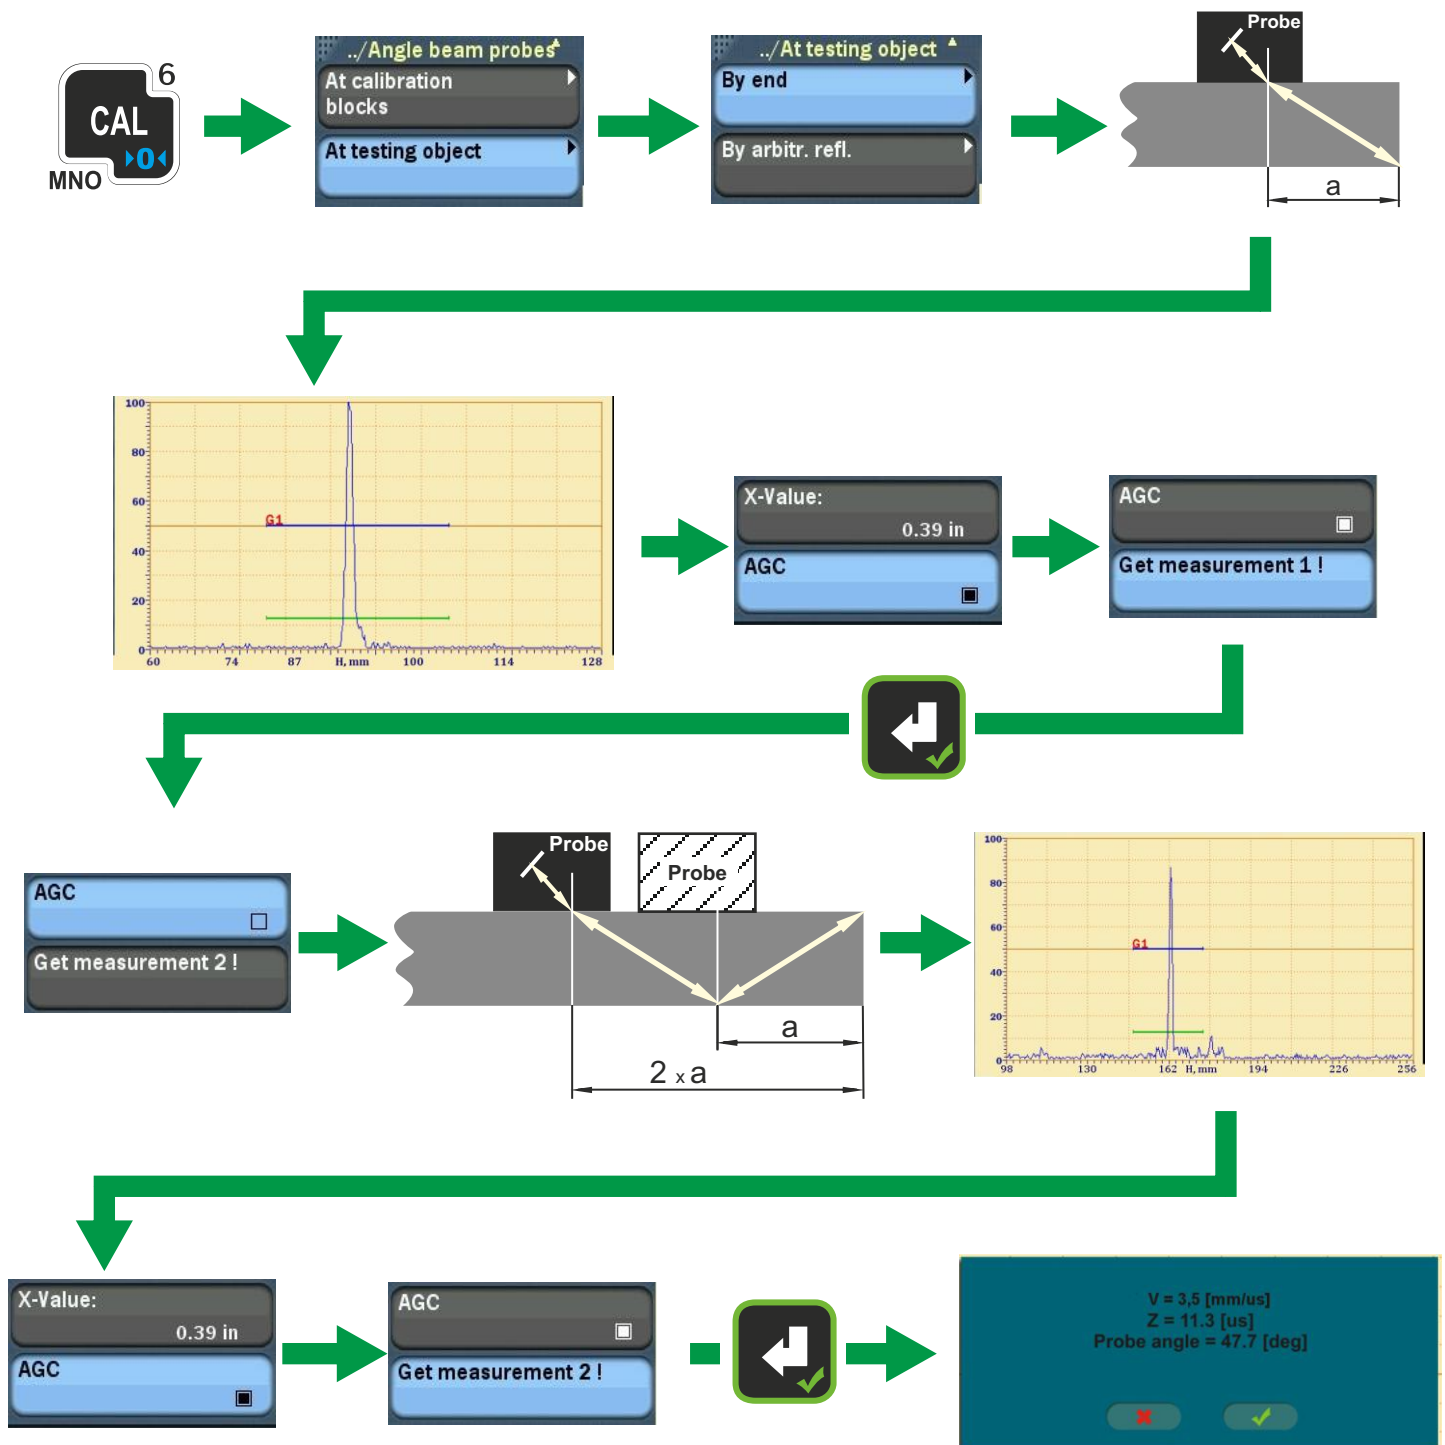 6
CAL
0
MNO
../Angle beam probes
At calibration
blocks
At testing object
../At testing object
By end
By arbitr. refl.
Probe
a
100
80
60
40
20
0
G1
60 74 87 H, mm 100 114 128
X-Value:
0.39 in
AGC
AGC
Get measurement 1 !
AGC
Get measurement 2 !
Probe
Probe
a
2 x a
100
80
60
40
20
0
G1
98 130 162 H, mm 194 226 256
X-Value:
0.39 in
AGC
AGC
Get measurement 2 !
V = 3,5 [mm/us]
Z = 11.3 [us]
Probe angle = 47.7 [deg]